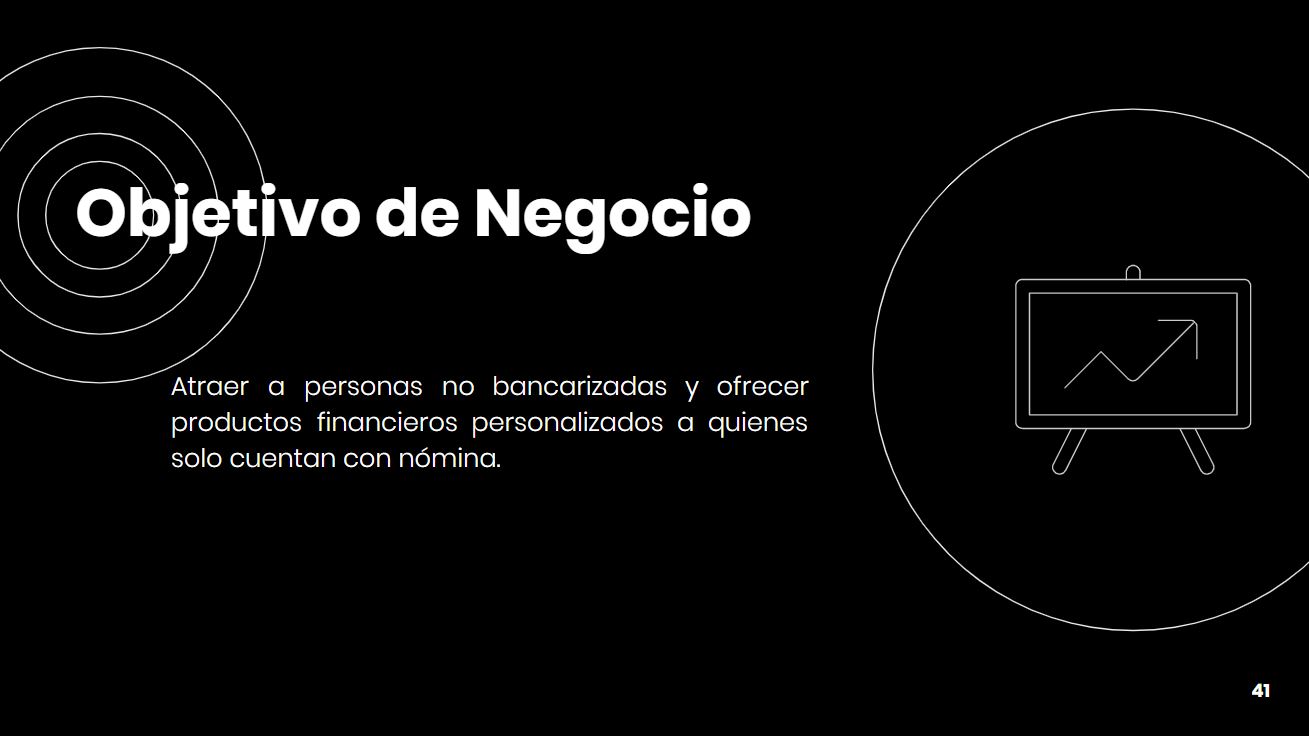 Objetivo de Negocio
Atraer a personas no bancarizadas y ofrecer
productos financieros personalizados a quienes
solo cuentan con nómina.
41